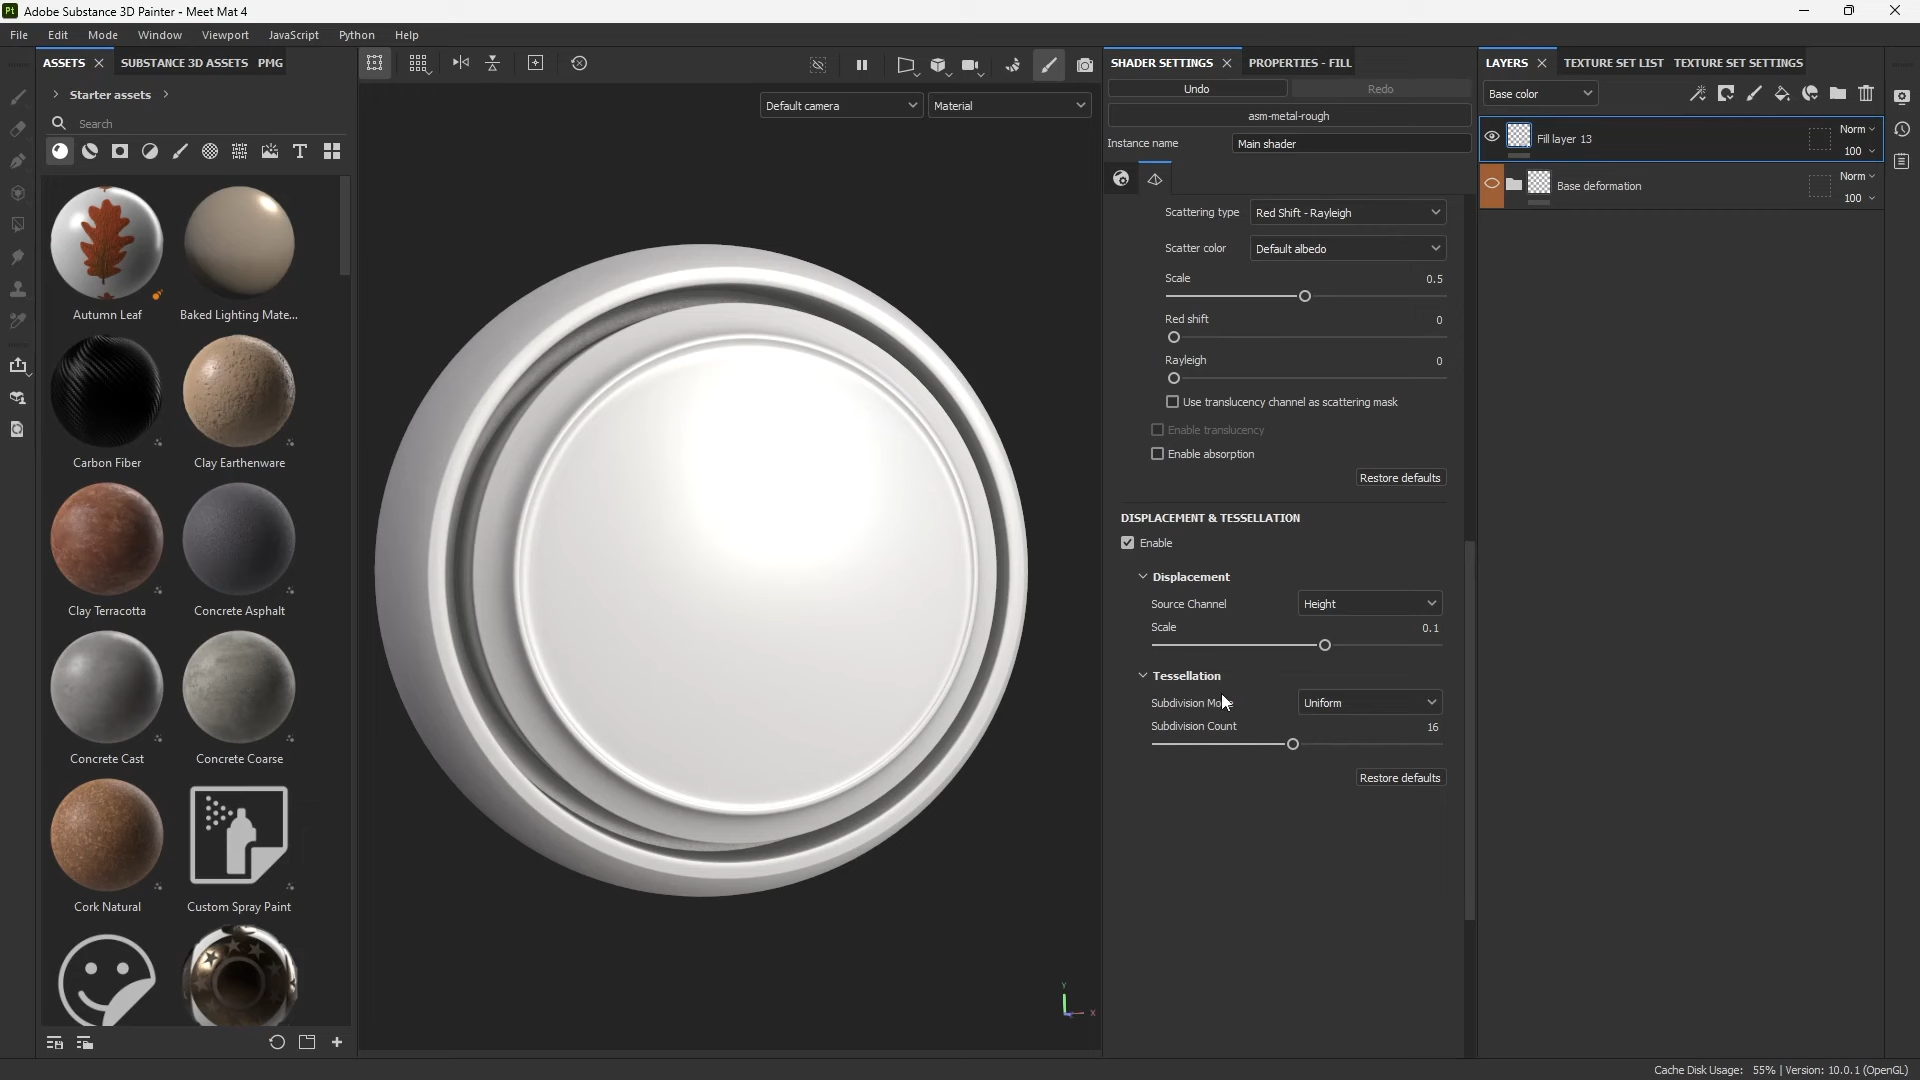 Pt Adobe Substance 3D Painter - Meet Mat 4
File Edit Mode Window Viewport JavaScript Python Help
ASSETS SUBSTANCE 3D ASSETS PMG
Starter assets
Search
Autumn Leaf
Baked Lighting Mate...
Carbon Fiber
Clay Earthenware
Clay Terracotta
Concrete Asphalt
Concrete Cast
Concrete Coarse
Cork Natural
Custom Spray Paint
Default camera
Material
Y
X
SHADER SETTINGS PROPERTIES - FILL
Undo Redo
asm-metal-rough
Instance name Main shader
Scattering type Red Shift - Rayleigh
Scatter color Default albedo
Scale 0.5
Red shift 0
Rayleigh 0
Use translucency channel as scattering mask
Enable translucency
Enable absorption
Restore defaults
DISPLACEMENT & TESSELLATION
Enable
Displacement
Source Channel Height
Scale 0.1
Tessellation
Subdivision Uniform
Subdivision Count 16
Restore defaults
LAYERS TEXTURE SET LIST TEXTURE SET SETTINGS
Base color
Fill layer 13 Norm
100
Base deformation Norm
100
Cache Disk Usage: 55% | Version: 10.0.1 (OpenGL)